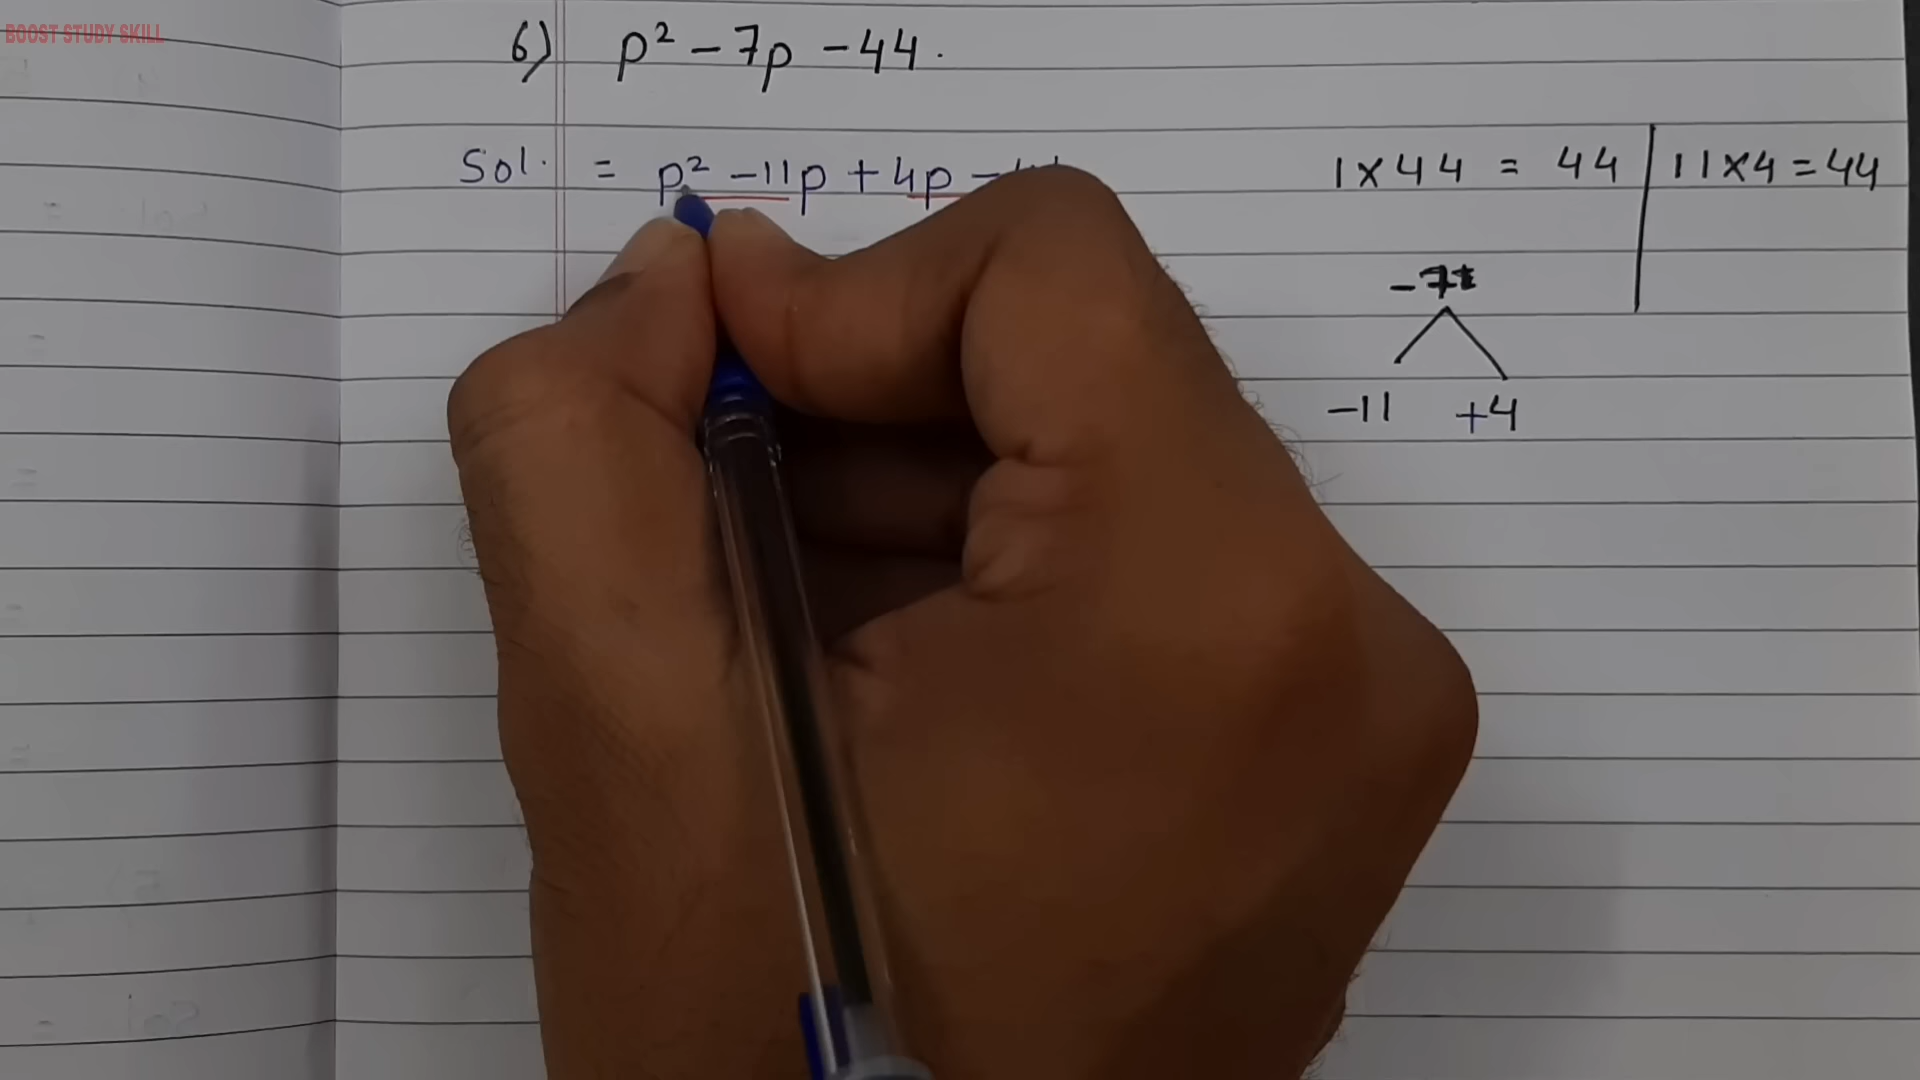 BOOST STUDY SKILL
6) p² - 7p - 44.
Sol. = p² - 11p + 4p -
1 x 44 = 44 | 11 x 4 = 44
-7
-11 +4